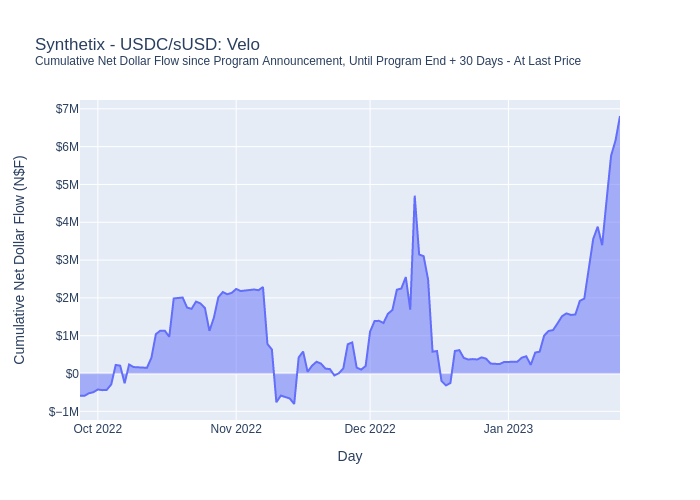 Synthetix - USDC/sUSD: Velo
Cumulative Net Dollar Flow since Program Announcement, Until Program End + 30 Days - At Last Price
Cumulative Net Dollar Flow (N$F)
$7M
$6M
$5M
$4M
$3M
$2M
$1M
$0
$−1M
Oct 2022
Nov 2022
Dec 2022
Jan 2023
Day